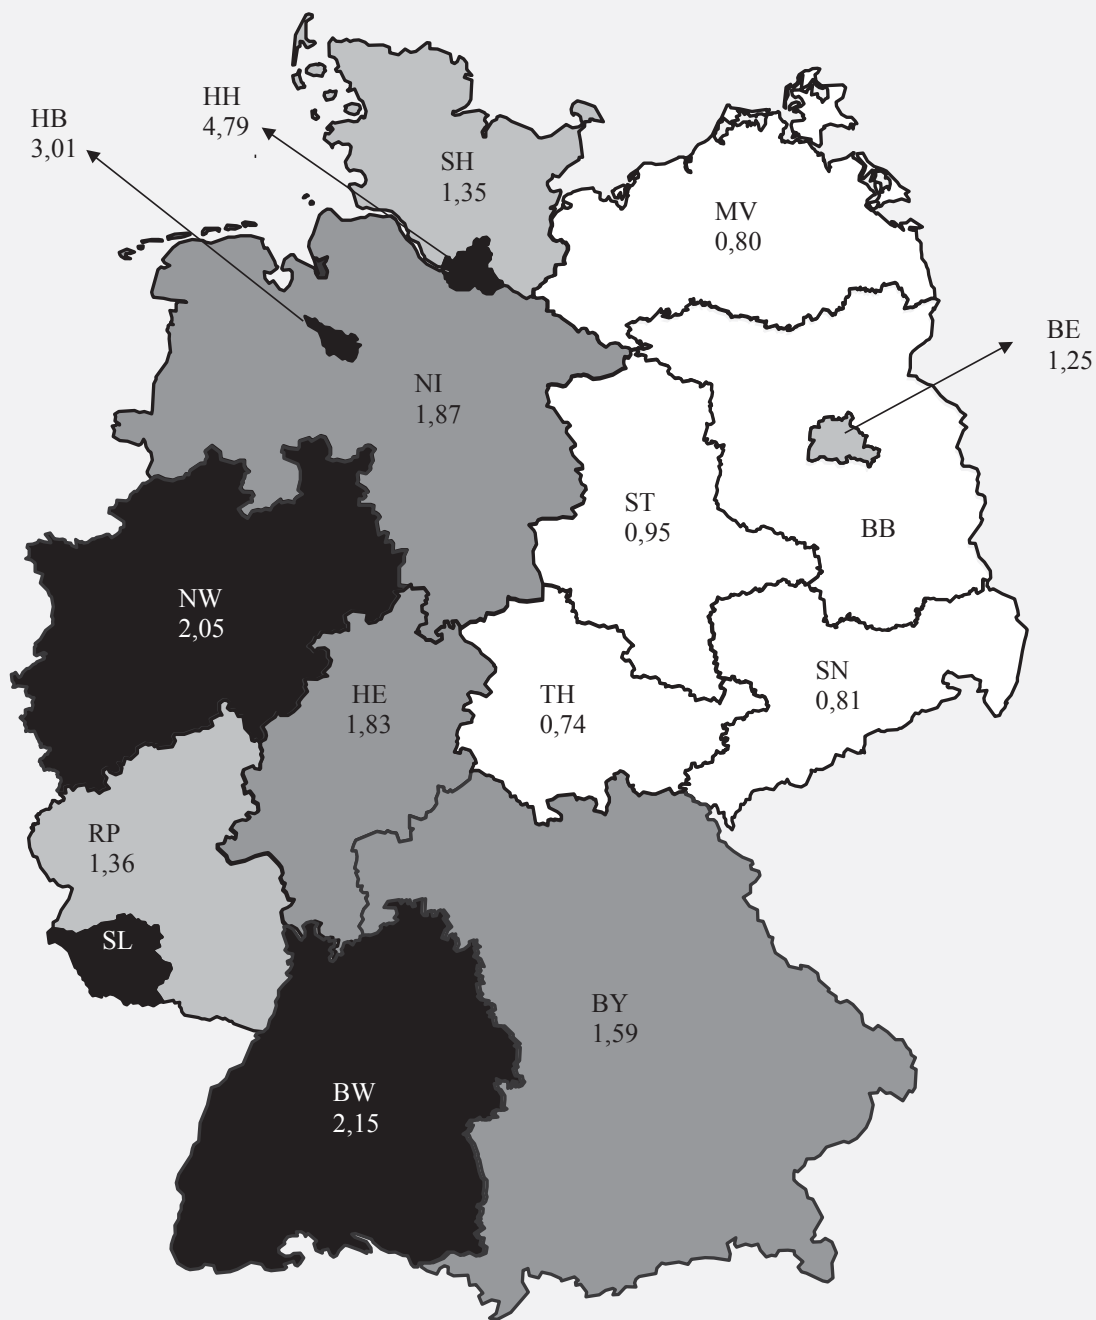 HH
4,79
HB
3,01
SH
1,35
MV
0,80
BE
1,25
NI
1,87
ST
0,95
BB
NW
2,05
HE
1,83
TH
0,74
SN
0,81
RP
1,36
SL
BY
1,59
BW
2,15